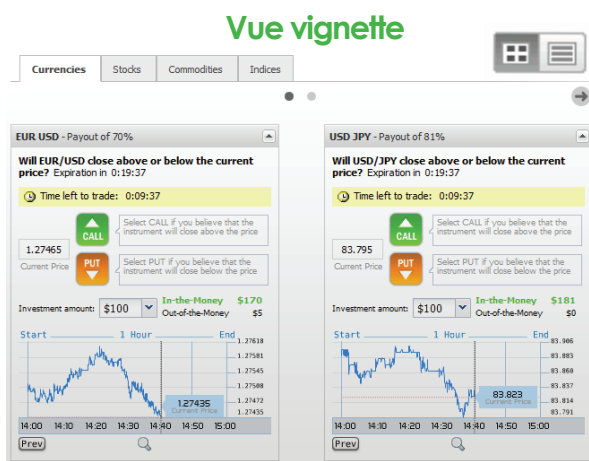 Vue vignette
Currencies Stocks Commodities Indices
EUR USD - Payout of 70%
Will EUR/USD close above or below the current
price? Expiration in 0:19:37
Time left to trade: 0:09:37
CALL
Select CALL if you believe that the
instrument will close above the price
1.27465
Current Price
PUT
Select PUT if you believe that the
instrument will close below the price
Investment amount: $100
In-the-Money $170
Out-of-the-Money $5
Start 1 Hour End
1.27618
1.27581
1.27545
1.27508
1.27472
1.27435
1.27435
Current Price
14:00 14:10 14:20 14:30 14:40 14:50 15:00
Prev
USD JPY - Payout of 81%
Will USD/JPY close above or below the current
price? Expiration in 0:19:37
Time left to trade: 0:09:37
CALL
Select CALL if you believe that the
instrument will close above the price
83.795
Current Price
PUT
Select PUT if you believe that the
instrument will close below the price
Investment amount: $100
In-the-Money $181
Out-of-the-Money $0
Start 1 Hour End
83.906
83.883
83.860
83.837
83.814
83.791
83.823
Current Price
14:00 14:10 14:20 14:30 14:40 14:50 15:00
Prev